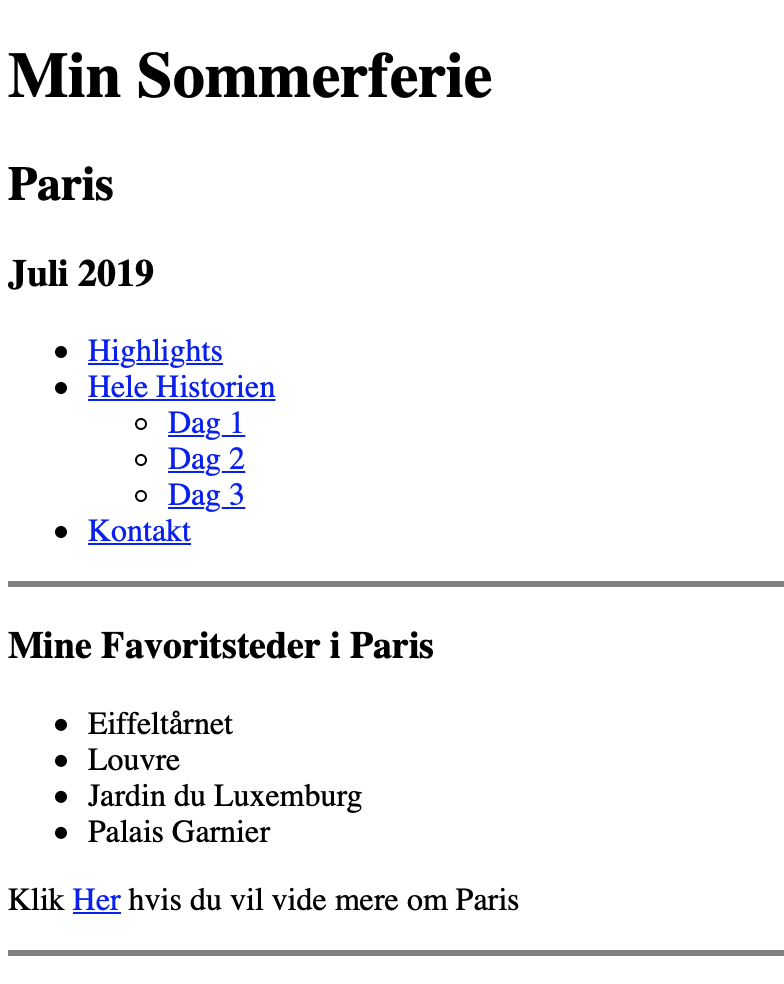 Min Sommerferie
Paris
Juli 2019
Highlights
Hele Historien
Dag 1
Dag 2
Dag 3
Kontakt
Mine Favoritsteder i Paris
Eiffeltårnet
Louvre
Jardin du Luxemburg
Palais Garnier
Klik Her hvis du vil vide mere om Paris